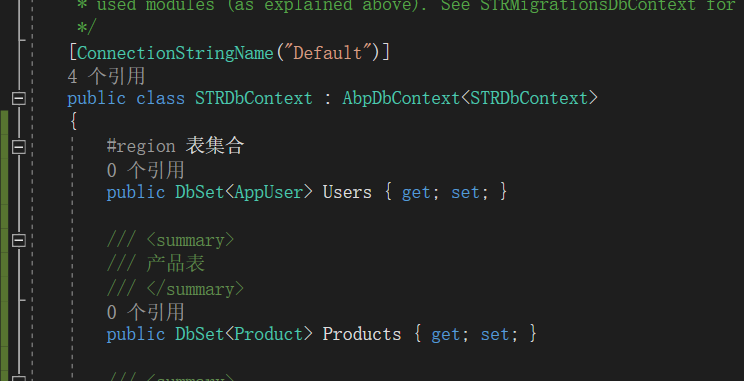 * used modules (as explained above). See STRMigrationsDbContext for
*/
[ConnectionStringName("Default")]
4 个引用
public class STRDbContext : AbpDbContext<STRDbContext>
{
#region 表集合
0 个引用
public DbSet<AppUser> Users { get; set; }
/// <summary>
/// 产品表
/// </summary>
0 个引用
public DbSet<Product> Products { get; set; }
/// <summary>